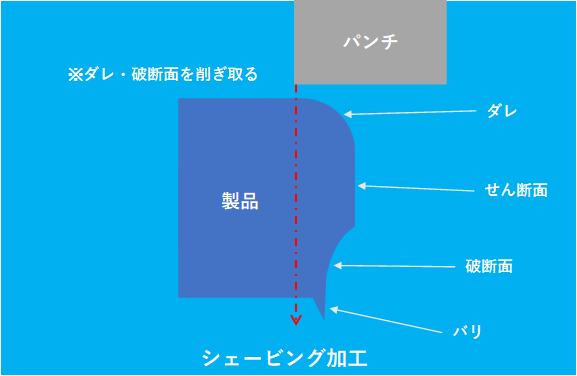 パンチ
※ダレ・破断面を削ぎ取る
ダレ
せん断面
製品
破断面
バリ
シェービング加工